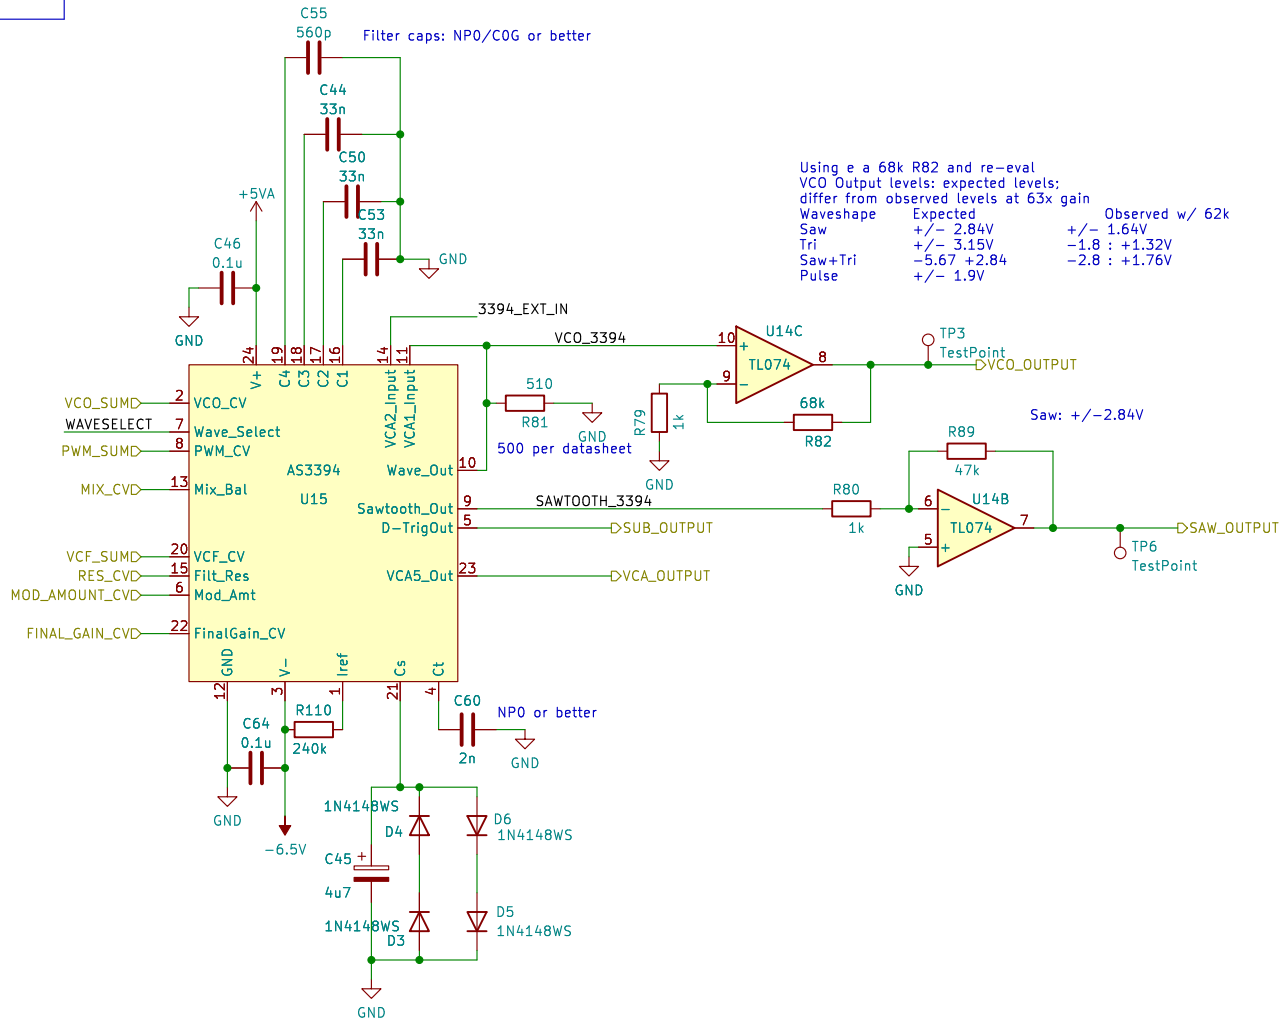 C55
560p
Filter caps: NP0/C0G or better
C44
33n
C50
33n
C53
33n
GND
+5VA
C46
0.1u
GND
Using e a 68k R82 and re-eval
VCO Output levels: expected levels;
differ from observed levels at 63x gain
Waveshape Expected Observed w/ 62k
Saw +/- 2.84V +/- 1.64V
Tri +/- 3.15V -1.8 : +1.32V
Saw+Tri -5.67 +2.84 -2.8 : +1.76V
Pulse +/- 1.9V
3394_EXT_IN
VCO_3394
24 19 18 17 16 14 11
V+ C4 C3 C2 C1 VCA2_Input VCA1_Input
10
+
U14C
TL074
8
9
-
TP3
TestPoint
VCO_OUTPUT
510
R81
GND
R79
1k
GND
68k
R82
500 per datasheet
VCO_SUM 2 VCO_CV
WAVESELECT 7 Wave_Select
PWM_SUM 8 PWM_CV
MIX_CV 13 Mix_Bal
AS3394
U15
Wave_Out 10
Sawtooth_Out 9 SAWTOOTH_3394
D-TrigOut 5 SUB_OUTPUT
VCF_SUM 20 VCF_CV
RES_CV 15 Filt_Res
VCA5_Out 23 VCA_OUTPUT
MOD_AMOUNT_CV 6 Mod_Amt
FINAL_GAIN_CV 22 FinalGain_CV
Saw: +/-2.84V
R89
47k
R80
1k
U14B
6
-
TL074
7
5
+
GND
SAW_OUTPUT
TP6
TestPoint
GND V- Iref Cs Ct
12 3 1 21 4
R110
240k
C64
0.1u
GND
-6.5V
C60
2n
NP0 or better
GND
1N4148WS
D4
D6
1N4148WS
C45
+
4u7
1N4148WS
D3
D5
1N4148WS
GND